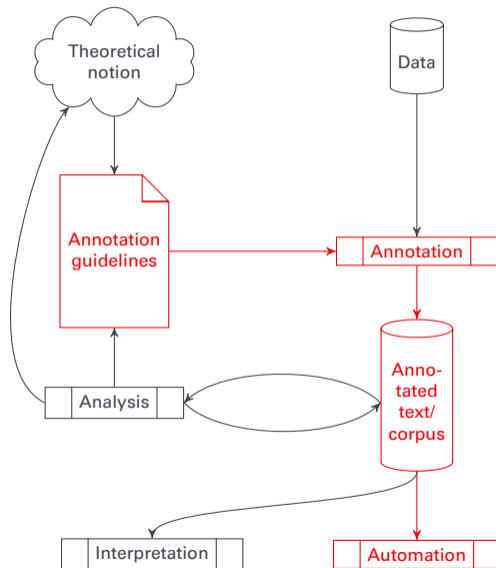 Theoretical
notion
Data
Annotation
guidelines
Annotation
Anno-
tated
text/
corpus
Analysis
Interpretation
Automation